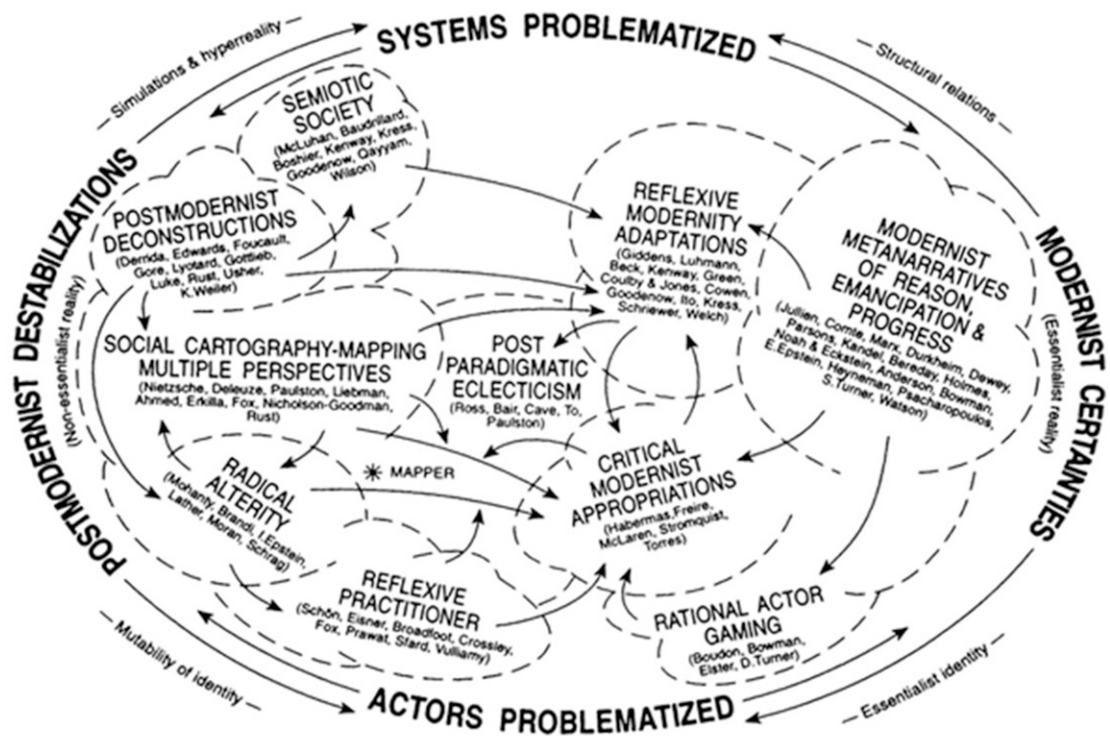 SYSTEMS PROBLEMATIZED
— Simulations & hyperreality —
— Structural relations —
POSTMODERNIST DESTABILIZATIONS
(Non-essentialist reality)
MODERNIST CERTAINTIES
(Essentialist reality)
SEMIOTIC
SOCIETY
(McLuhan, Baudrillard,
Boshier, Kenway, Kress,
Goodenow, Qayyam,
Wilson)
POSTMODERNIST
DECONSTRUCTIONS
(Derrida, Edwards, Foucault,
Gore, Lyotard, Gottlieb,
Luke, Rust, Usher,
K.Weiler)
REFLEXIVE
MODERNITY
ADAPTATIONS
(Giddens, Luhmann,
Beck, Kenway, Green,
Coulby & Jones, Cowen,
Goodenow, Ito, Kress,
Schriewer, Welch)
MODERNIST
METANARRATIVES
OF REASON,
EMANCIPATION &
PROGRESS
(Jullien, Comte, Marx, Durkheim, Dewey,
Parsons, Kandel, Bereday, Holmes,
Noah & Eckstein, Anderson, Bowman,
E.Epstein, Heyneman, Psacharopoulos,
S.Turner, Watson)
SOCIAL CARTOGRAPHY-MAPPING
MULTIPLE PERSPECTIVES
(Nietzsche, Deleuze, Paulston, Liebman,
Ahmed, Erkilla, Fox, Nicholson-Goodman,
Rust)
POST
PARADIGMATIC
ECLECTICISM
(Ross, Bair, Cave, To,
Paulston)
RADICAL
ALTERITY
(Mohanty, Brandi, I.Epstein,
Lather, Moran, Schrag)
MAPPER
CRITICAL
MODERNIST
APPROPRIATIONS
(Habermas,Freire,
McLaren, Stromquist,
Torres)
REFLEXIVE
PRACTITIONER
(Schön, Eisner, Broadfoot, Crossley,
Fox, Prawat, Sfard, Vulliamy)
RATIONAL ACTOR
GAMING
(Boudon, Bowman,
Elster, D.Turner)
— Mutability of identity —
— Essentialist identity —
ACTORS PROBLEMATIZED